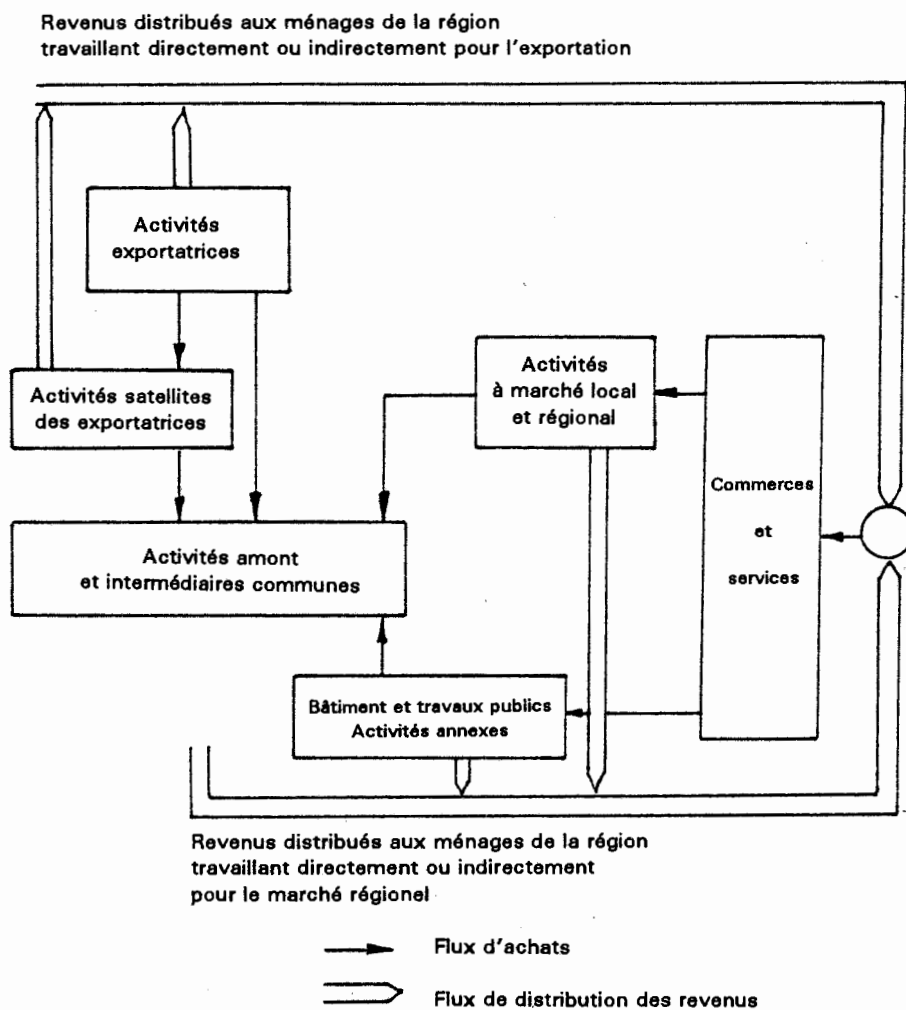 Revenus distribués aux ménages de la région
travaillant directement ou indirectement pour l'exportation
Activités
exportatrices
Activités satellites
des exportatrices
Activités
à marché local
et régional
Commerces
et
services
Activités amont
et intermédiaires communes
Bâtiment et travaux publics
Activités annexes
Revenus distribués aux ménages de la région
travaillant directement ou indirectement
pour le marché régionel
Flux d'achats
Flux de distribution des revenus